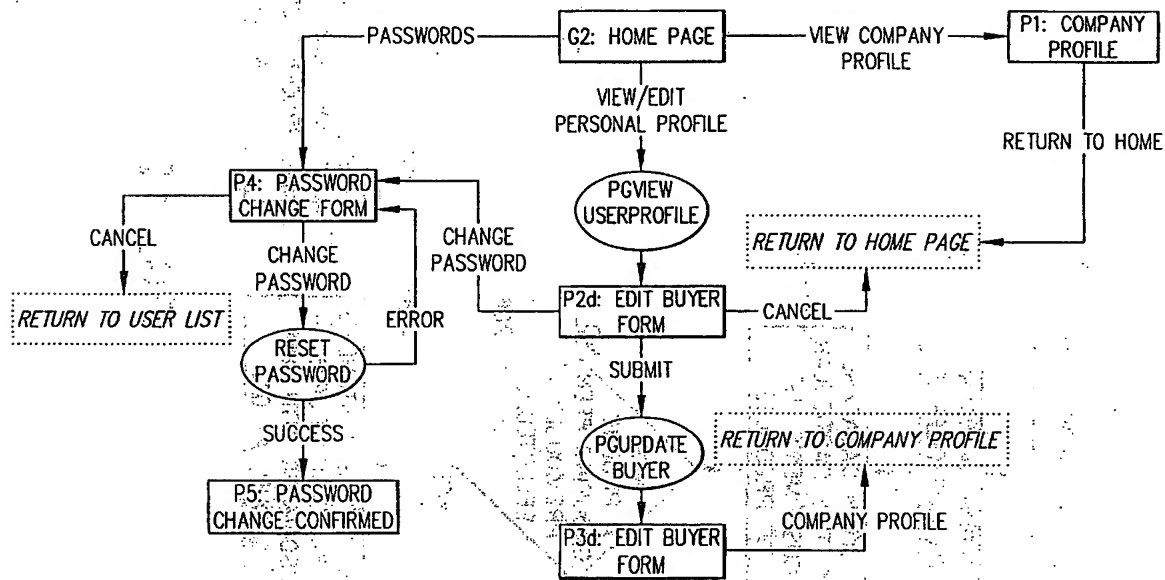 PASSWORDS
G2: HOME PAGE
VIEW COMPANY
PROFILE
P1: COMPANY
PROFILE
VIEW/EDIT
PERSONAL PROFILE
RETURN TO HOME
P4: PASSWORD
CHANGE FORM
PGVIEW
USERPROFILE
CANCEL
CHANGE
PASSWORD
CHANGE
PASSWORD
RETURN TO HOME PAGE
RETURN TO USER LIST
ERROR
P2d: EDIT BUYER
FORM
CANCEL
RESET
PASSWORD
SUBMIT
SUCCESS
PGUPDATE
BUYER
RETURN TO COMPANY PROFILE
P5: PASSWORD
CHANGE CONFIRMED
COMPANY PROFILE
P3d: EDIT BUYER
FORM